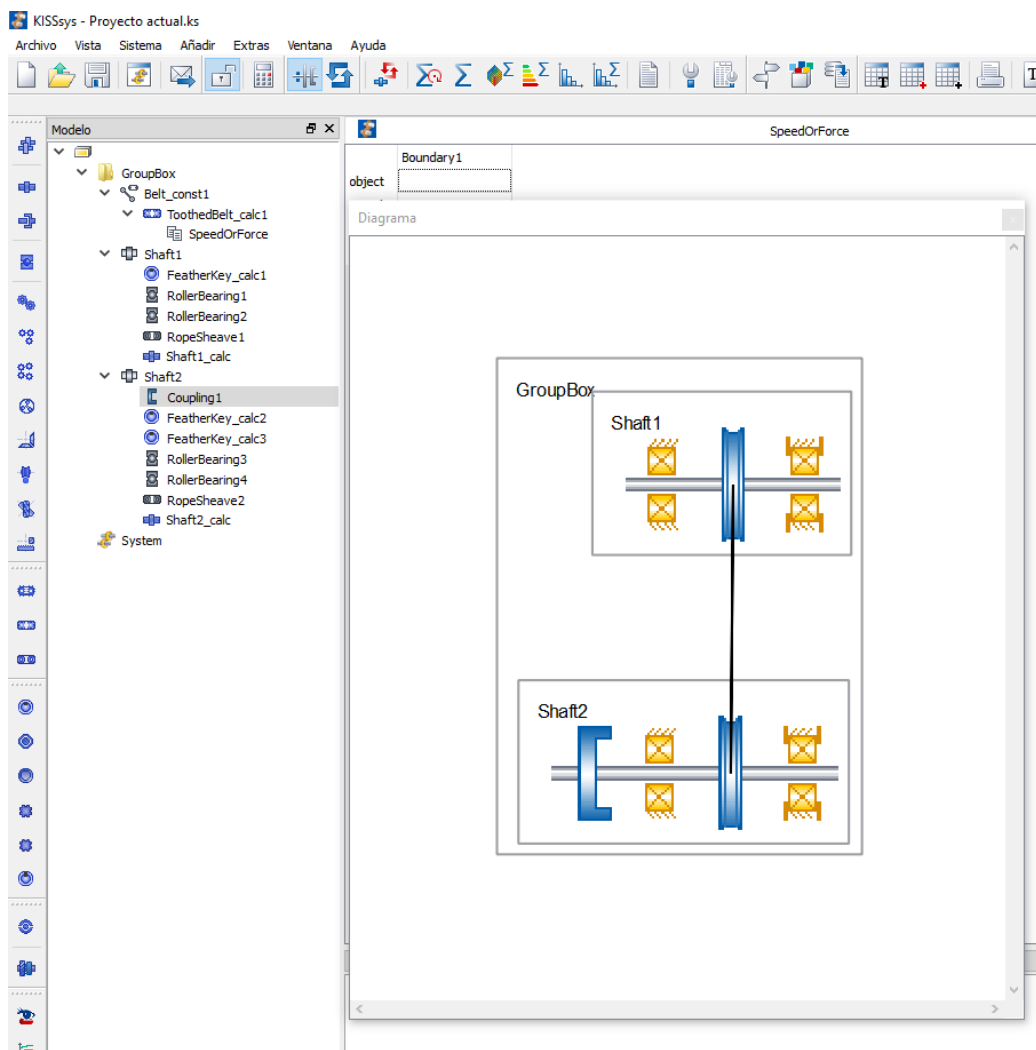 KISSsys - Proyecto actual.ks
Archivo Vista Sistema Añadir Extras Ventana Ayuda
Modelo
SpeedOrForce
Boundary1
object
GroupBox
Belt_const1
ToothedBelt_calc1
SpeedOrForce
Shaft1
FeatherKey_calc1
RollerBearing1
RollerBearing2
RopeSheave1
Shaft1_calc
Shaft2
Coupling1
FeatherKey_calc2
FeatherKey_calc3
RollerBearing3
RollerBearing4
RopeSheave2
Shaft2_calc
System
Diagrama
GroupBox
Shaft1
Shaft2